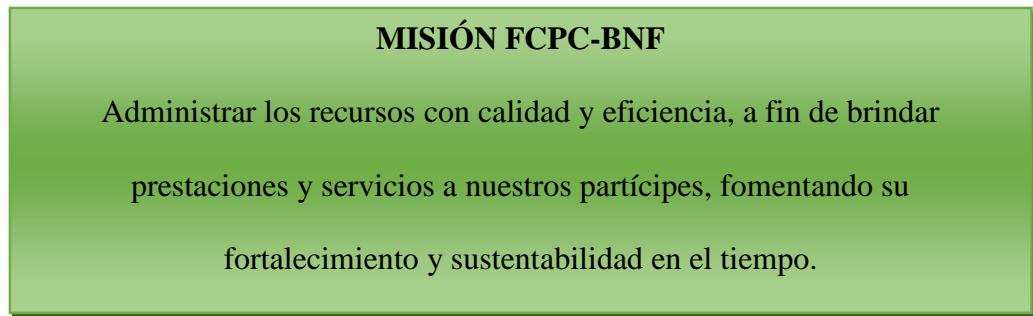 MISIÓN FCPC-BNF
Administrar los recursos con calidad y eficiencia, a fin de brindar
prestaciones y servicios a nuestros partícipes, fomentando su
fortalecimiento y sustentabilidad en el tiempo.